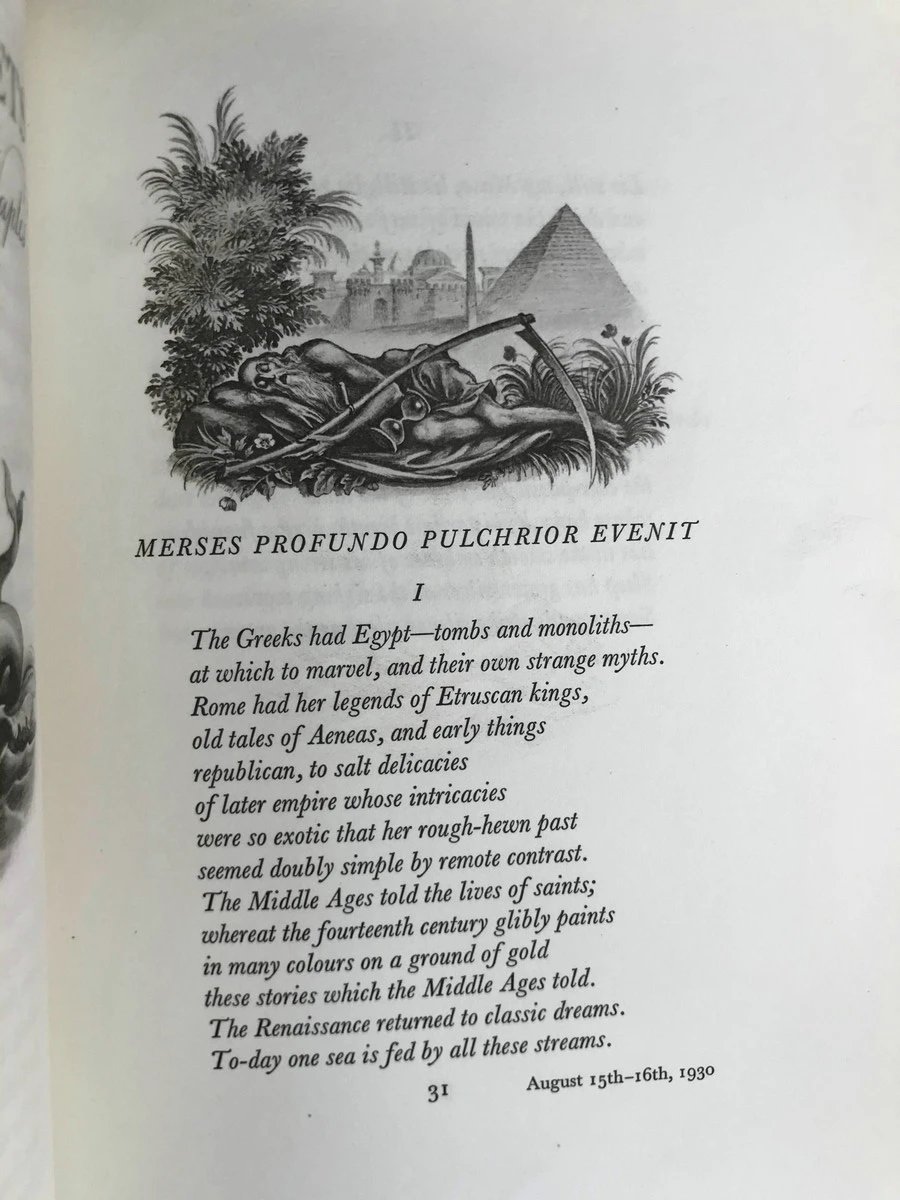 MERSES PROFUNDO PULCHRIOR EVENIT
I
The Greeks had Egypt—tombs and monoliths—
at which to marvel, and their own strange myths.
Rome had her legends of Etruscan kings,
old tales of Aeneas, and early things
republican, to salt delicacies
of later empire whose intricacies
were so exotic that her rough-hewn past
seemed doubly simple by remote contrast.
The Middle Ages told the lives of saints;
whereat the fourteenth century glibly paints
in many colours on a ground of gold
these stories which the Middle Ages told.
The Renaissance returned to classic dreams.
To-day one sea is fed by all these streams.
August 15th–16th, 1930
31